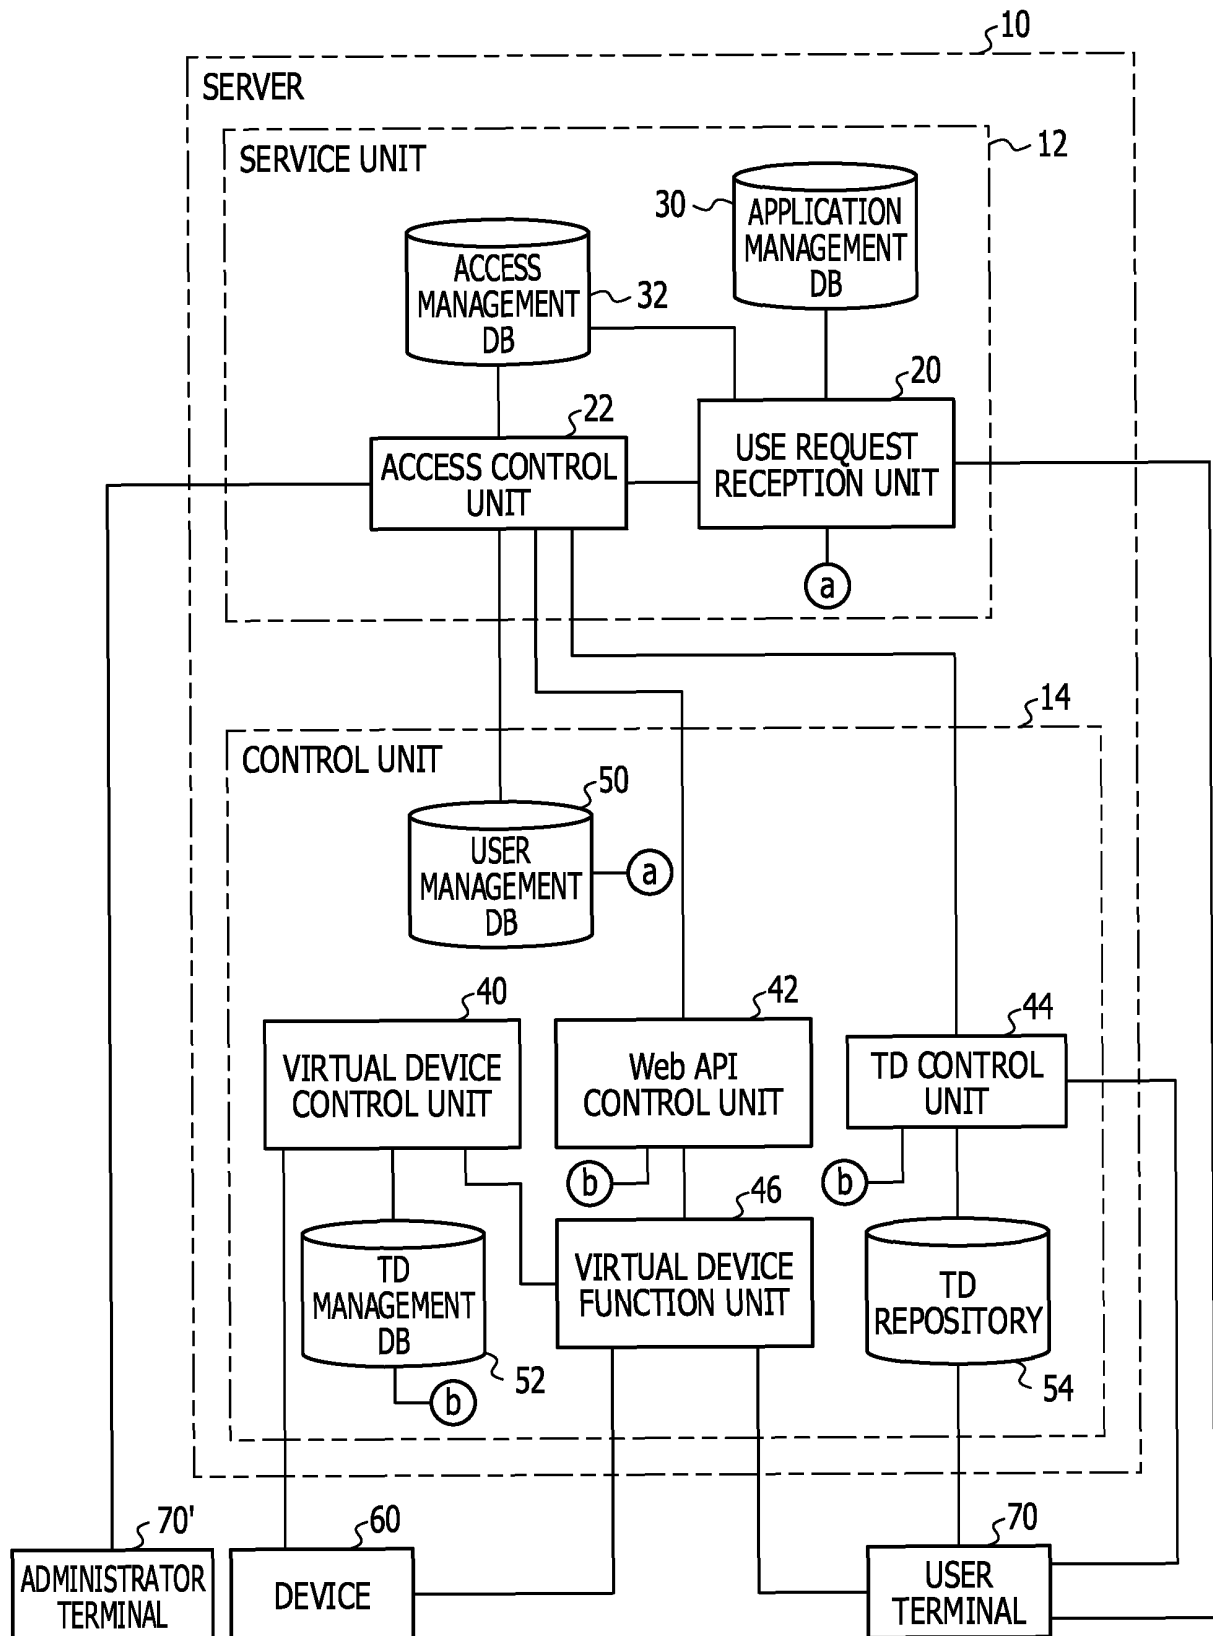 10
SERVER
12
SERVICE UNIT
30
APPLICATION
MANAGEMENT
DB
ACCESS
MANAGEMENT
DB
32
20
22
USE REQUEST
RECEPTION UNIT
ACCESS CONTROL
UNIT
a
14
CONTROL UNIT
50
USER
MANAGEMENT
DB
a
40
42
44
VIRTUAL DEVICE
CONTROL UNIT
Web API
CONTROL UNIT
TD CONTROL
UNIT
b
b
46
TD
MANAGEMENT
DB
VIRTUAL DEVICE
FUNCTION UNIT
TD
REPOSITORY
52
54
b
70'
60
70
ADMINISTRATOR
TERMINAL
DEVICE
USER
TERMINAL